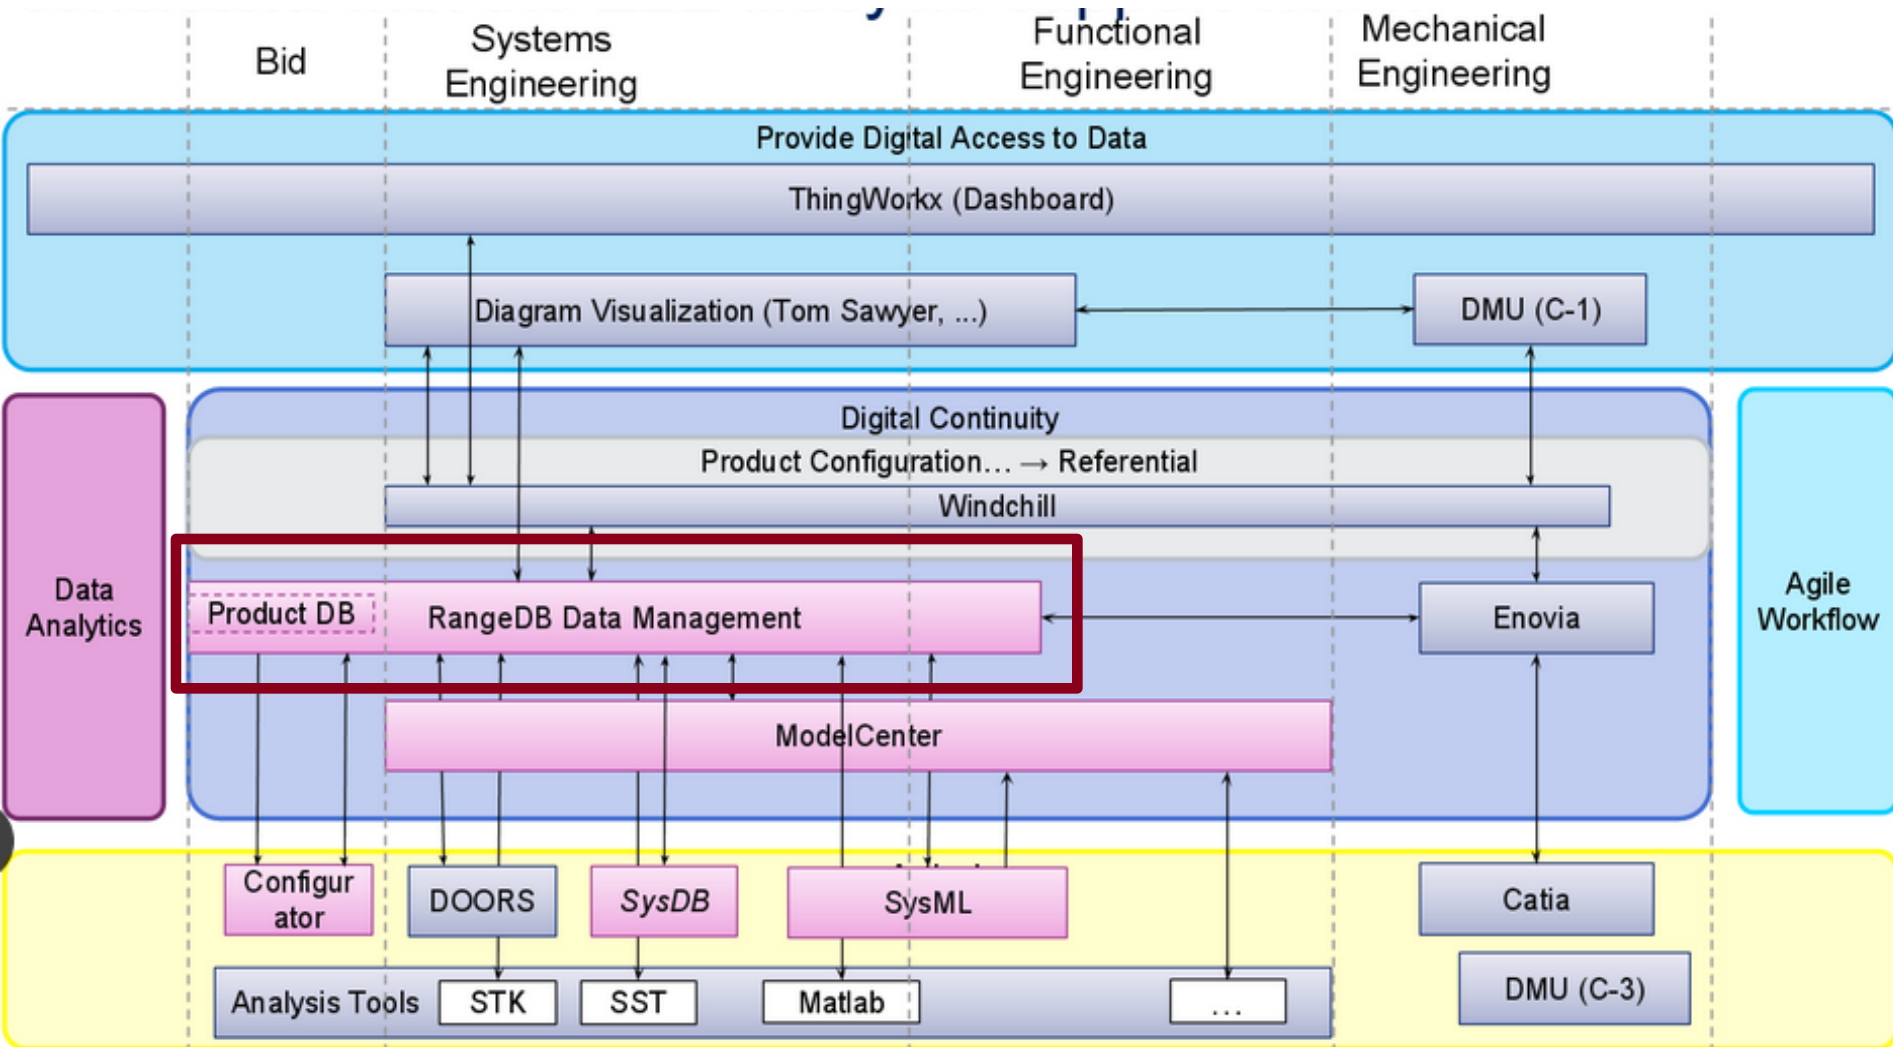 Bid
Systems
Engineering
Functional
Engineering
Mechanical
Engineering
Provide Digital Access to Data
ThingWorkx (Dashboard)
Diagram Visualization (Tom Sawyer, ...)
DMU (C-1)
Digital Continuity
Product Configuration... → Referential
Windchill
Data
Analytics
Product DB
RangeDB Data Management
Enovia
Agile
Workflow
ModelCenter
Configur
ator
DOORS
SysDB
SysML
Catia
Analysis Tools
STK
SST
Matlab
...
DMU (C-3)